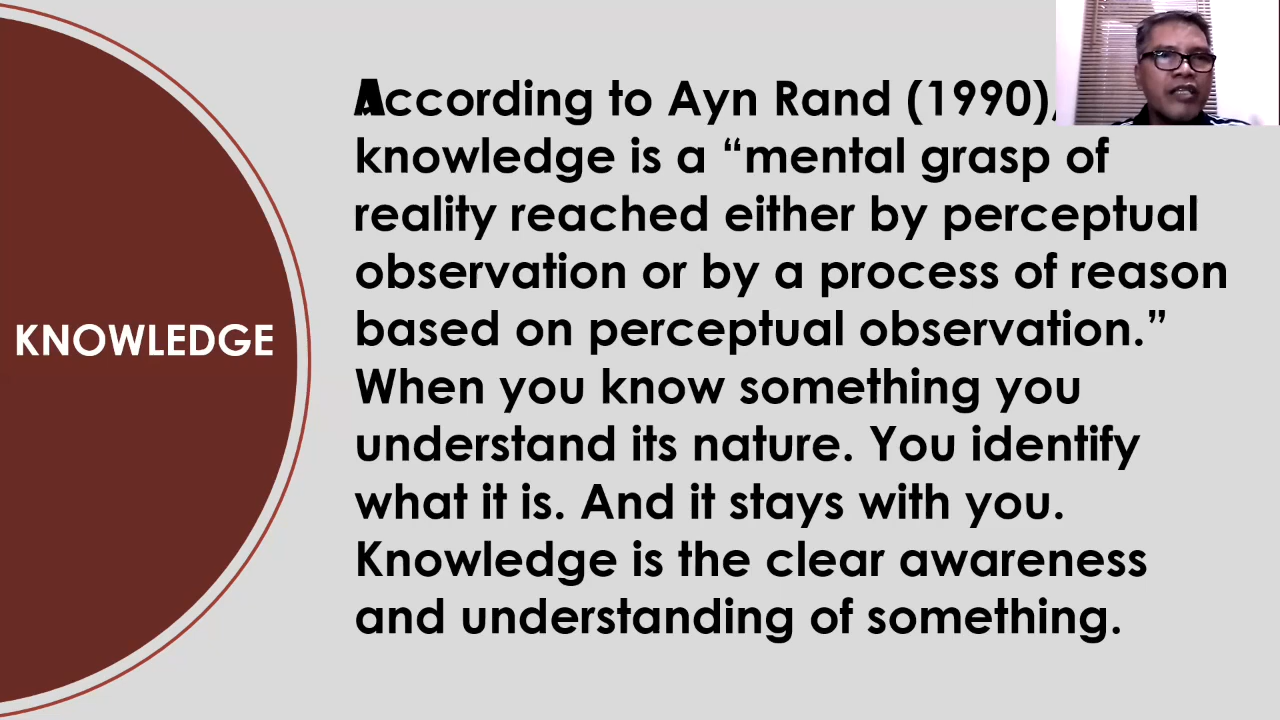 KNOWLEDGE
According to Ayn Rand (1990),
knowledge is a “mental grasp of
reality reached either by perceptual
observation or by a process of reason
based on perceptual observation.”
When you know something you
understand its nature. You identify
what it is. And it stays with you.
Knowledge is the clear awareness
and understanding of something.